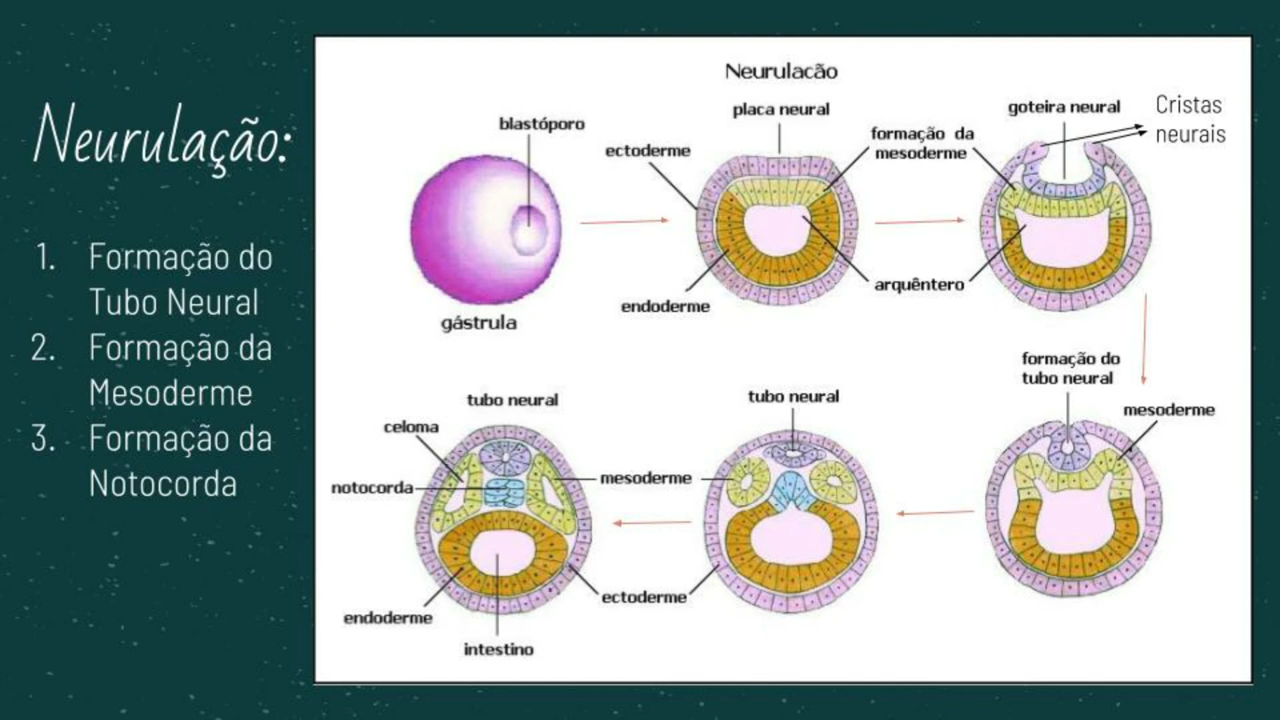 Neurulação:
1. Formação do
Tubo Neural
2. Formação da
Mesoderme
3. Formação da
Notocorda
Neurulacão
blastóporo
gástrula
placa neural
ectoderme
formação da
mesoderme
endoderme
arquêntero
goteira neural
Cristas
neurais
formação do
tubo neural
mesoderme
tubo neural
mesoderme
ectoderme
tubo neural
celoma
notocorda
endoderme
intestino